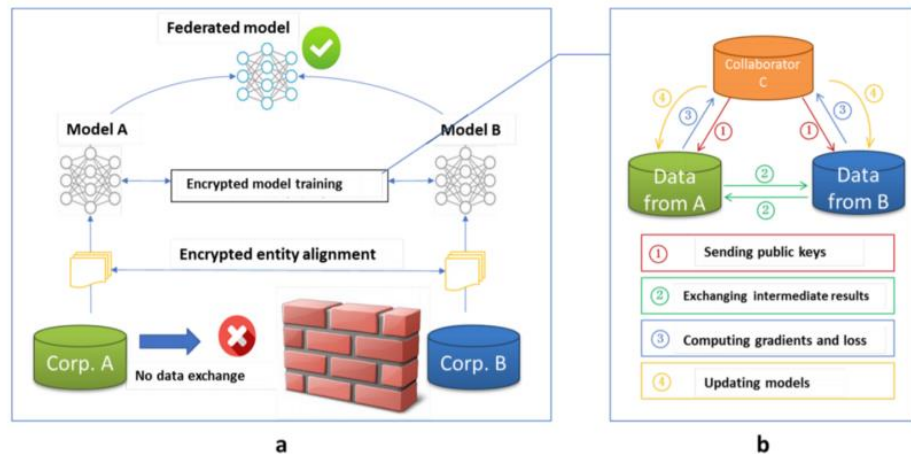 Federated model
Model A
Model B
Encrypted model training
Encrypted entity alignment
Corp. A
No data exchange
Corp. B
a
Collaborator
C
④
③
①
①
③
④
Data
from A
②
②
Data
from B
① Sending public keys
② Exchanging intermediate results
③ Computing gradients and loss
④ Updating models
b